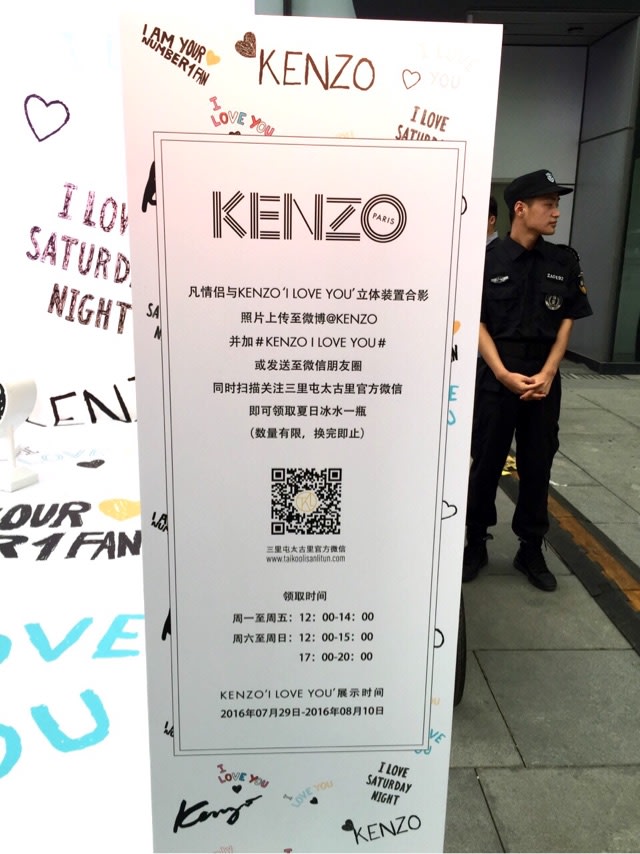 I AM YOUR
NUMBER1FAN
KENZO
I LOVE
YOU
I
LOVE YOU
I LOVE
SATURDAY
KENZO
PARIS
凡情侣与KENZO‘I LOVE YOU’立体装置合影
照片上传至微博@KENZO
并加#KENZO I LOVE YOU#
或发送至微信朋友圈
同时扫描关注三里屯太古里官方微信
即可领取夏日冰水一瓶
（数量有限，换完即止）
三里屯太古里官方微信
www.taikoolisanlitun.com
领取时间
周一至周五：12：00-14：00
周六至周日：12：00-15：00
17：00-20：00
KENZO‘I LOVE YOU’展示时间
2016年07月29日-2016年08月10日
I
LOVE YOU
I
LOVE YOU
I LOVE
SATURDAY
NIGHT
Kenzo
KENZO
I LOV
SATURD
NIGHT
KENZ
OUR
R1FAN
OVE
OU